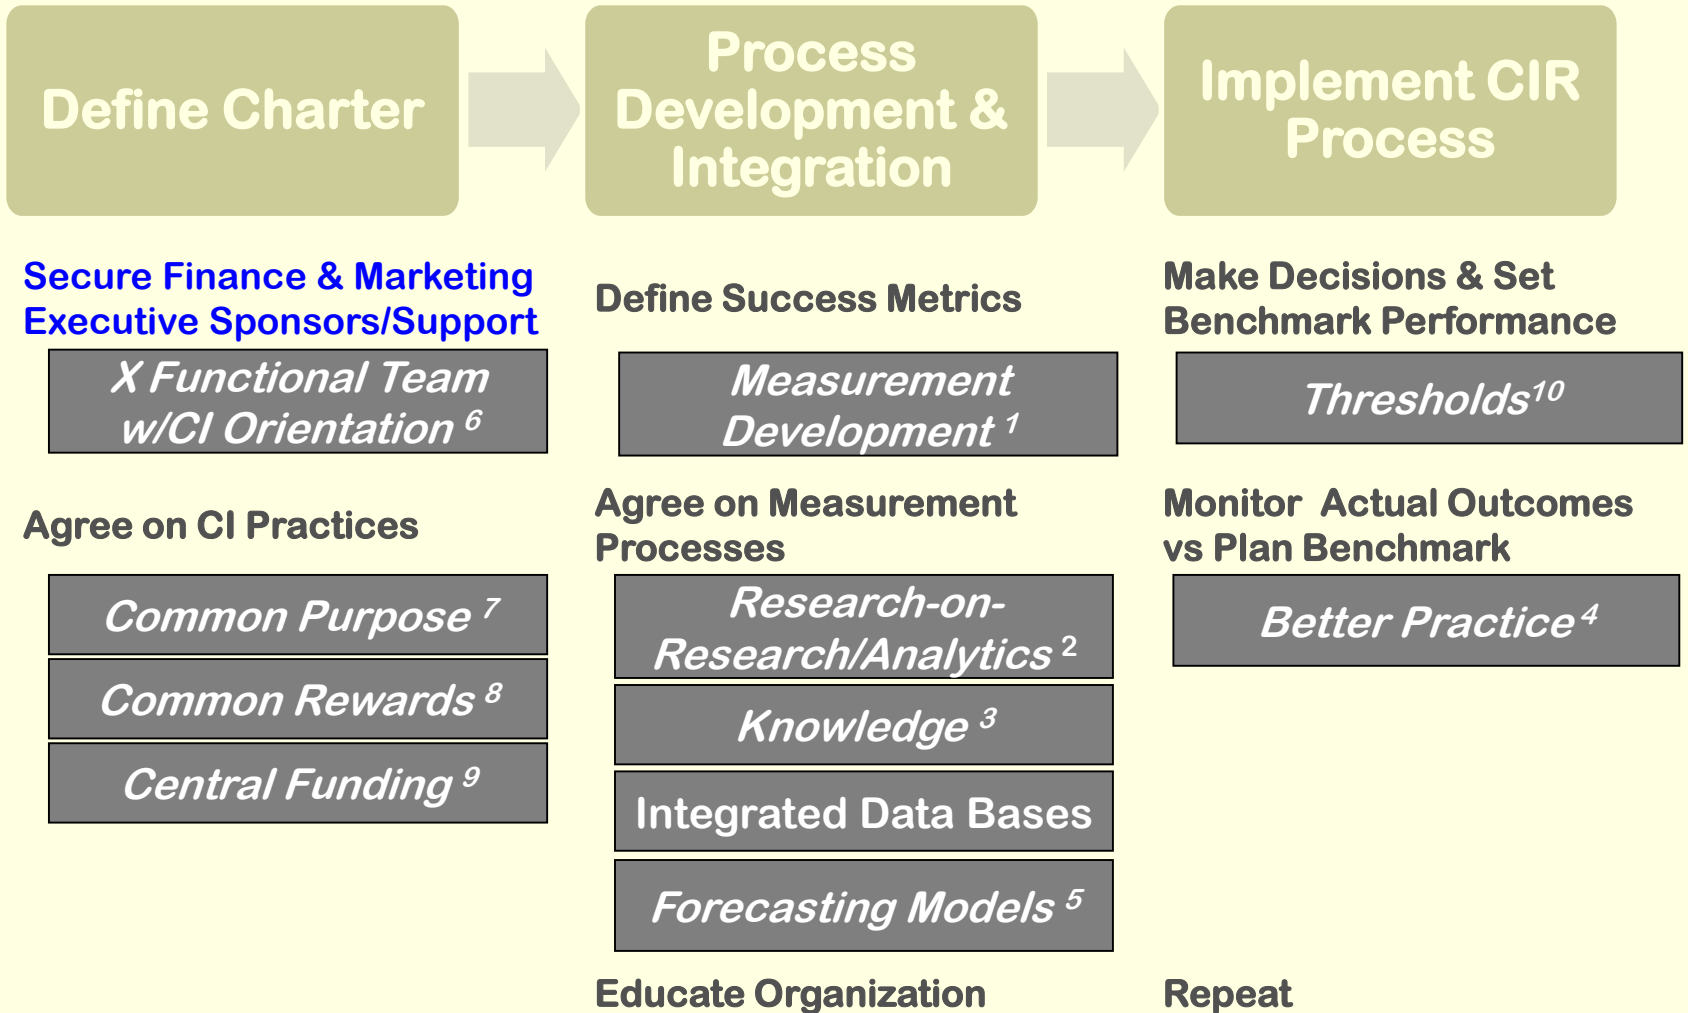 Define Charter
Process
Development &
Integration
Implement CIR
Process
Secure Finance & Marketing
Executive Sponsors/Support
X Functional Team
w/CI Orientation 6
Agree on CI Practices
Common Purpose 7
Common Rewards 8
Central Funding 9
Define Success Metrics
Measurement
Development 1
Agree on Measurement
Processes
Research-on-
Research/Analytics 2
Knowledge 3
Integrated Data Bases
Forecasting Models 5
Educate Organization
Make Decisions & Set
Benchmark Performance
Thresholds10
Monitor Actual Outcomes
vs Plan Benchmark
Better Practice 4
Repeat